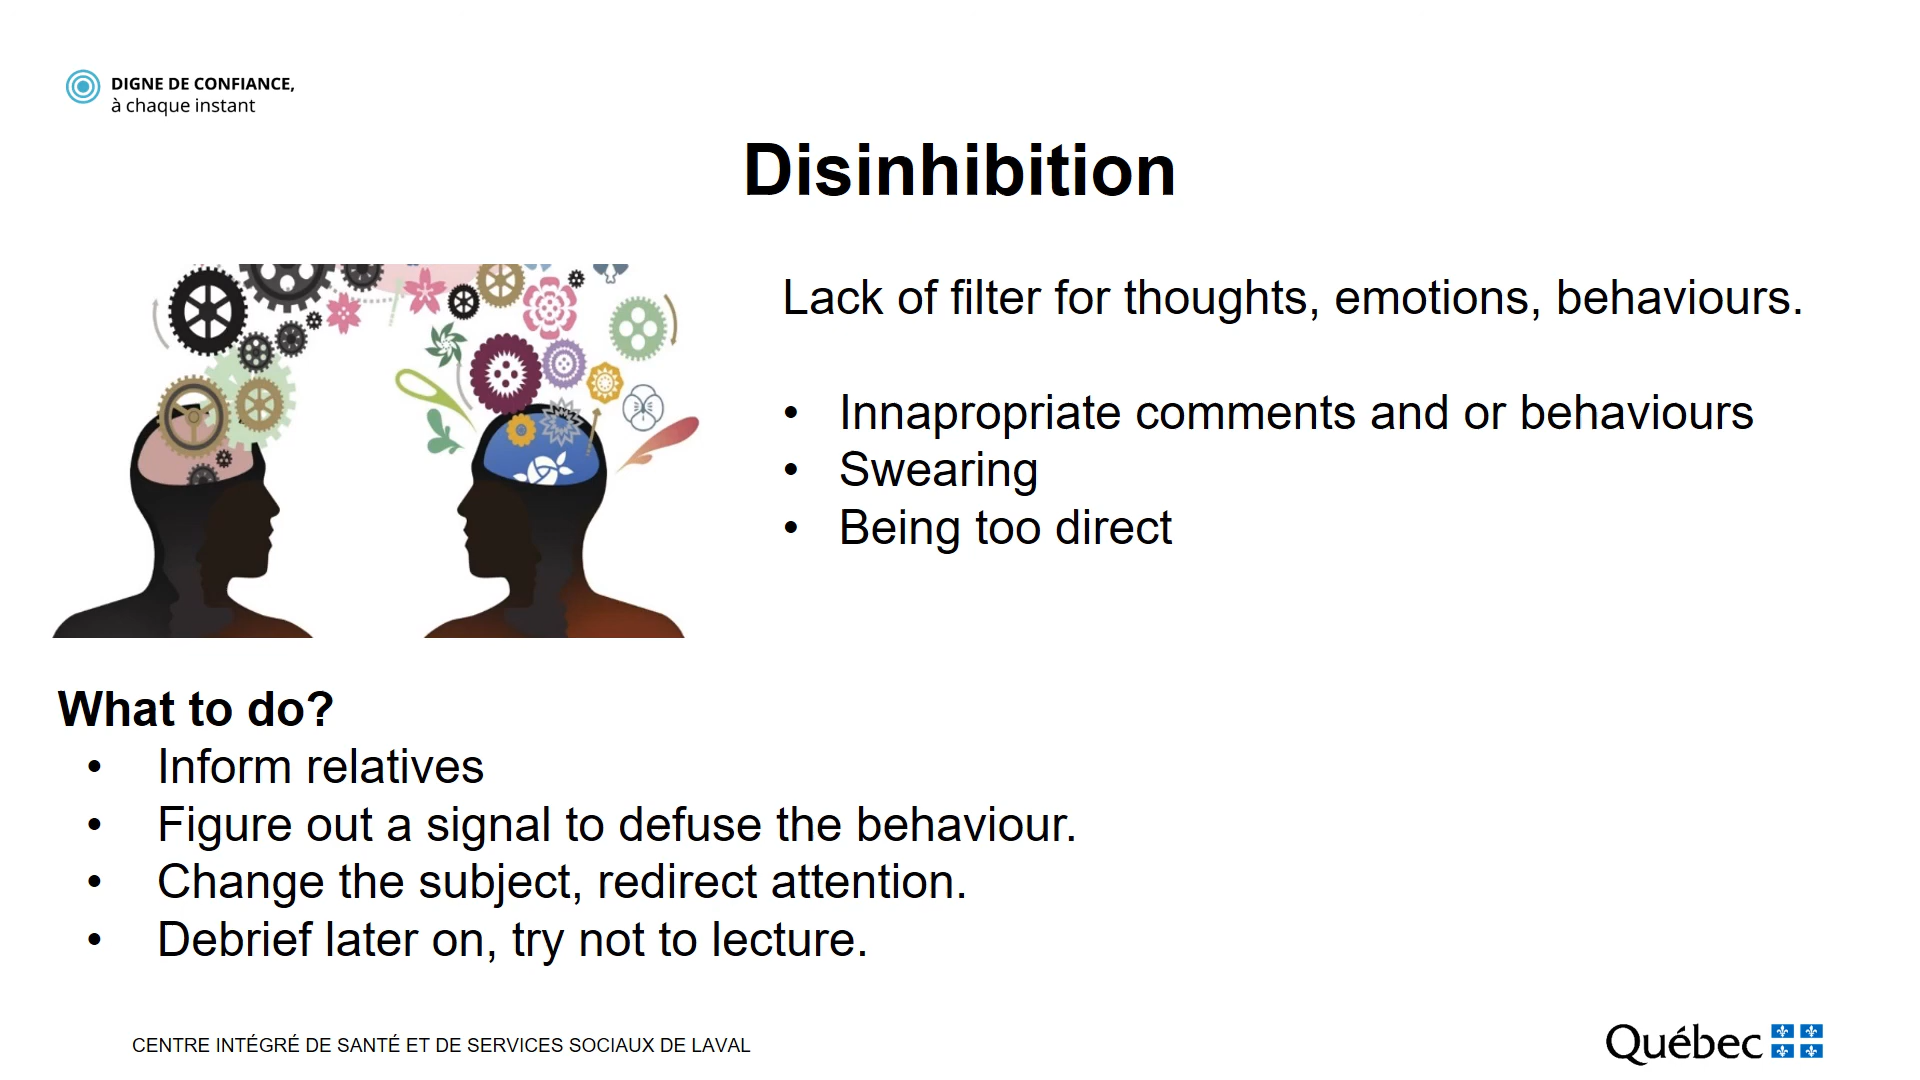 DIGNE DE CONFIANCE,
à chaque instant
Disinhibition
Lack of filter for thoughts, emotions, behaviours.
• Innapropriate comments and or behaviours
• Swearing
• Being too direct
What to do?
• Inform relatives
• Figure out a signal to defuse the behaviour.
• Change the subject, redirect attention.
• Debrief later on, try not to lecture.
CENTRE INTÉGRÉ DE SANTÉ ET DE SERVICES SOCIAUX DE LAVAL
Québec